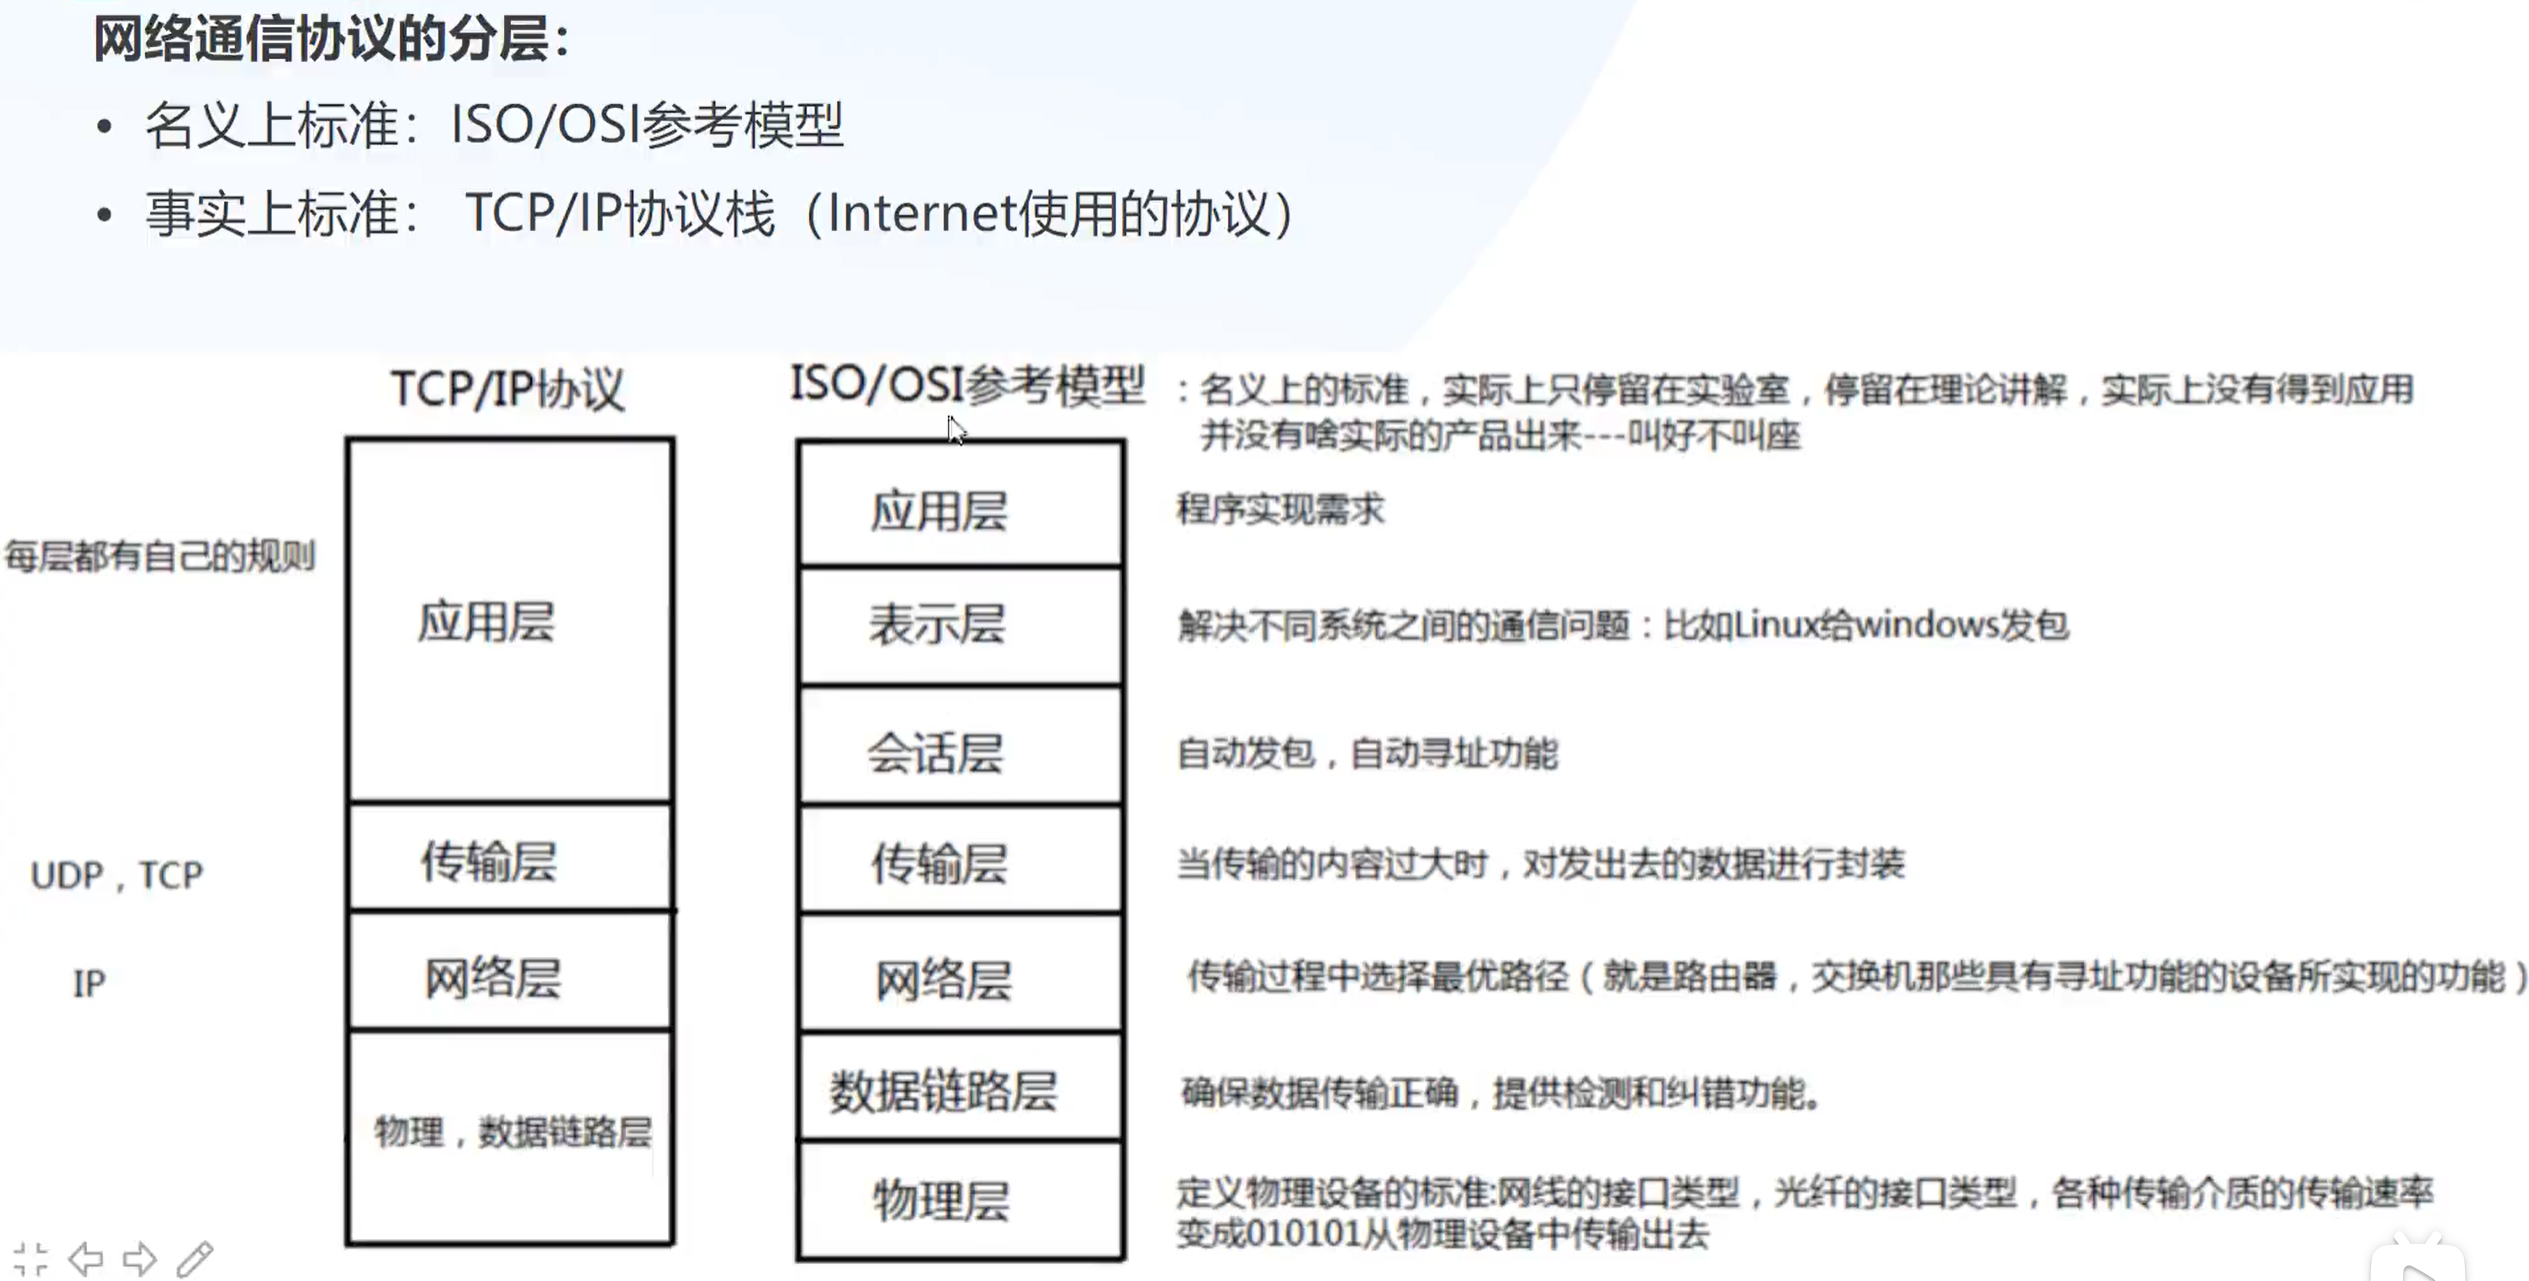 网络通信协议的分层：
• 名义上标准：ISO/OSI参考模型
• 事实上标准： TCP/IP协议栈（Internet使用的协议）
TCP/IP协议
ISO/OSI参考模型
：名义上的标准，实际上只停留在实验室，停留在理论讲解，实际上没有得到应用
并没有啥实际的产品出来---叫好不叫座
每层都有自己的规则
应用层
UDP，TCP
传输层
IP
网络层
物理，数据链路层
应用层
程序实现需求
表示层
解决不同系统之间的通信问题：比如Linux给windows发包
会话层
自动发包，自动寻址功能
传输层
当传输的内容过大时，对发出去的数据进行封装
网络层
传输过程中选择最优路径（就是路由器，交换机那些具有寻址功能的设备所实现的功能）
数据链路层
确保数据传输正确，提供检测和纠错功能。
物理层
定义物理设备的标准:网线的接口类型，光纤的接口类型，各种传输介质的传输速率
变成010101从物理设备中传输出去